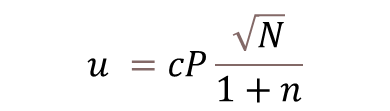 u = cP √N / (1 + n)